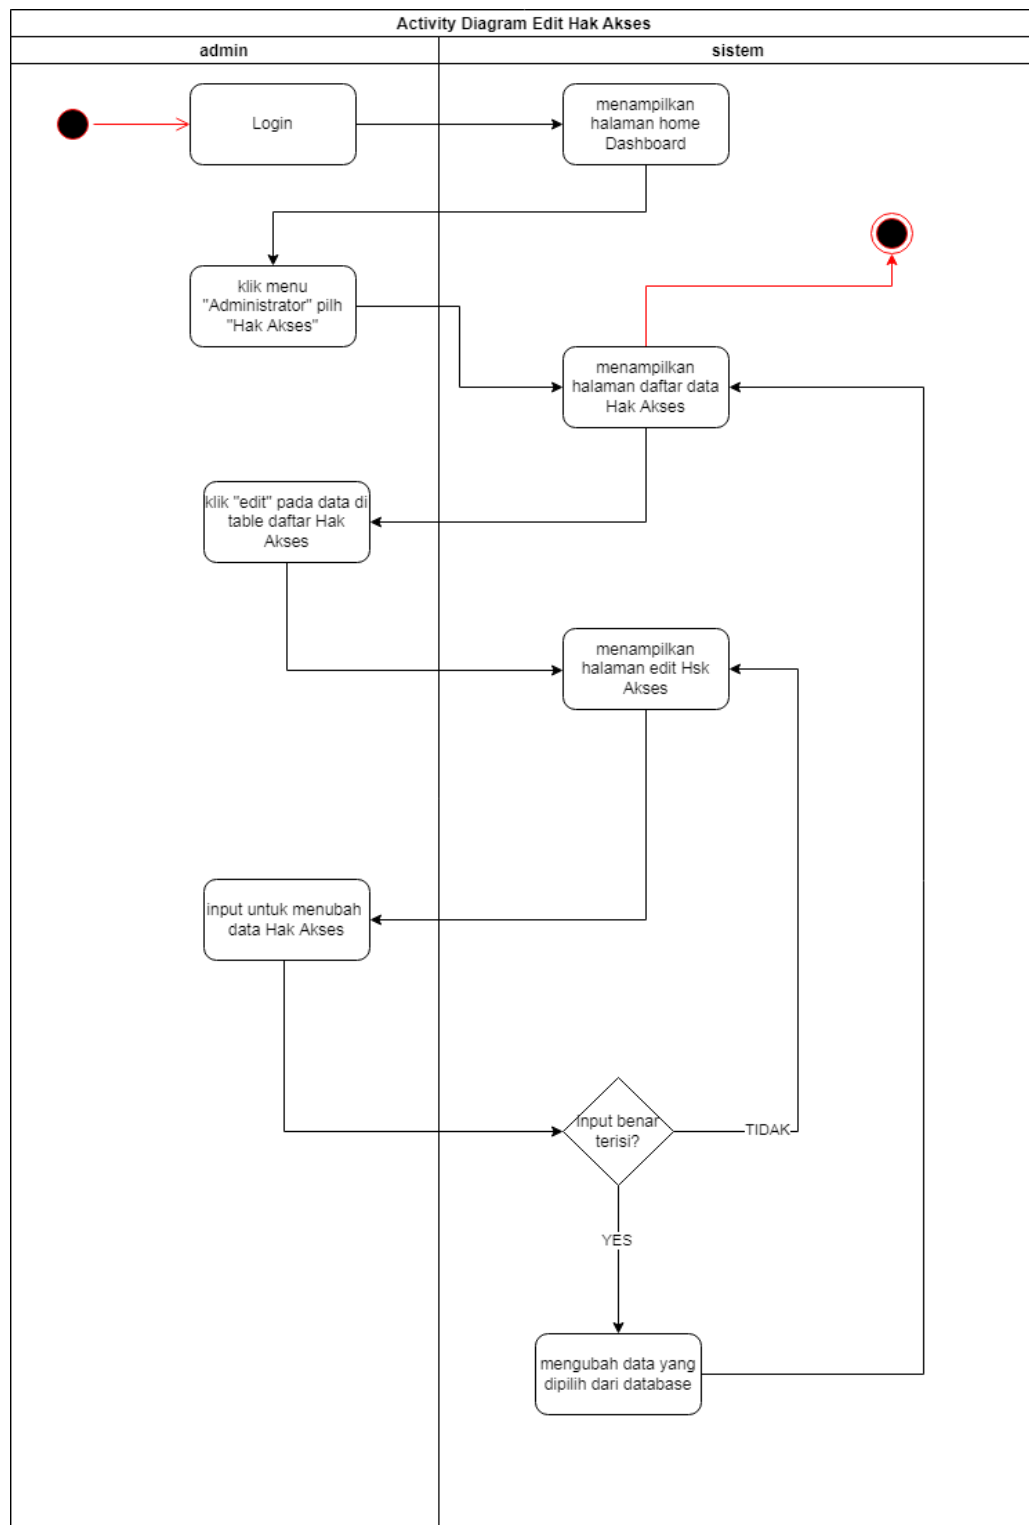 Activity Diagram Edit Hak Akses
admin
sistem
Login
menampilkan
halaman home
Dashboard
klik menu
"Administrator" pilh
"Hak Akses"
menampilkan
halaman daftar data
Hak Akses
klik "edit" pada data di
table daftar Hak
Akses
menampilkan
halaman edit Hsk
Akses
input untuk menubah
data Hak Akses
input benar
terisi?
TIDAK
YES
mengubah data yang
dipilih dari database